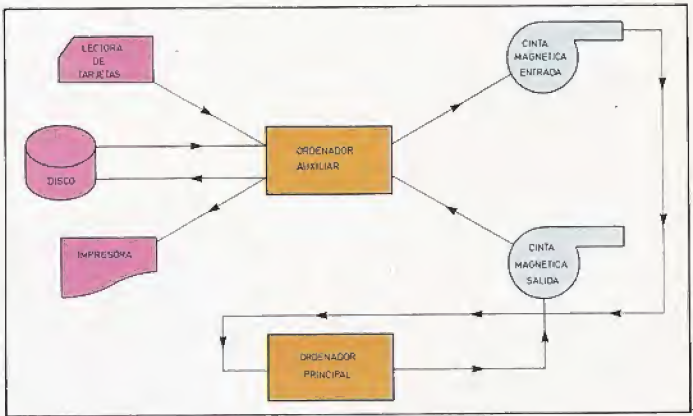 LECTORA
DE
TARJETAS
CINTA
MAGNETICA
ENTRADA
ORDENADOR
AUXILIAR
DISCO
IMPRESORA
CINTA
MAGNETICA
SALIDA
ORDENADOR
PRINCIPAL